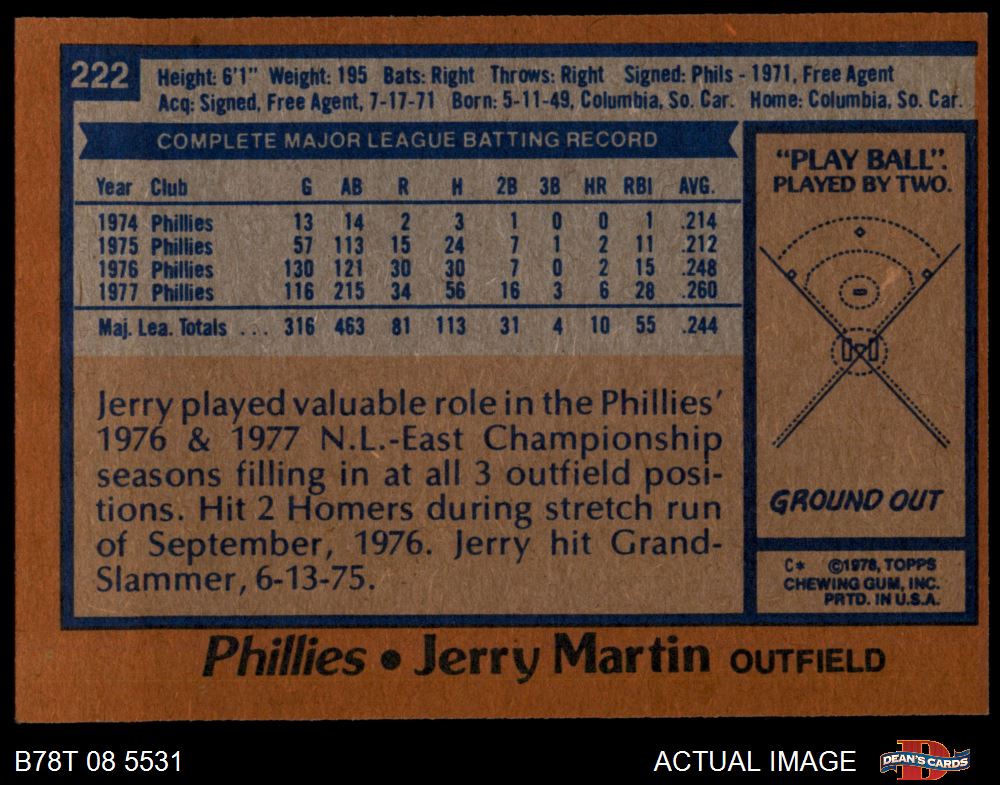 222
Height: 6'1" Weight: 195 Bats: Right Throws: Right Signed: Phils - 1971, Free Agent
Acq: Signed, Free Agent, 7-17-71 Born: 5-11-49, Columbia, So. Car. Home: Columbia, So. Car.
COMPLETE MAJOR LEAGUE BATTING RECORD
Year Club G AB R H 2B 3B HR RBI AVG.
1974 Phillies 13 14 2 3 1 0 0 1 .214
1975 Phillies 57 113 15 24 7 1 2 11 .212
1976 Phillies 130 121 30 30 7 0 2 15 .248
1977 Phillies 116 215 34 56 16 3 6 28 .260
Maj. Lea. Totals ... 316 463 81 113 31 4 10 55 .244
Jerry played valuable role in the Phillies'
1976 & 1977 N.L.-East Championship
seasons filling in at all 3 outfield posi-
tions. Hit 2 Homers during stretch run
of September, 1976. Jerry hit Grand-
Slammer, 6-13-75.
"PLAY BALL".
PLAYED BY TWO.
GROUND OUT
C* ©1978, TOPPS
CHEWING GUM, INC.
PRTD. IN U.S.A.
Phillies • Jerry Martin OUTFIELD
B78T 08 5531
ACTUAL IMAGE
DEAN'S CARDS